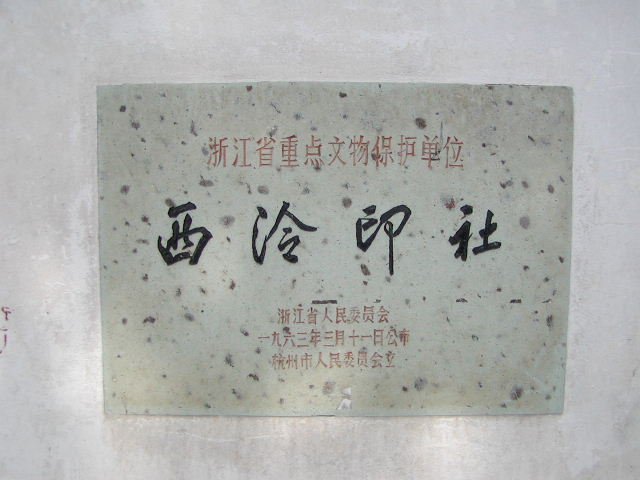 浙江省重点文物保护单位
西泠印社
浙江省人民委员会
一九六三年三月十一日公布
杭州市人民委员会立